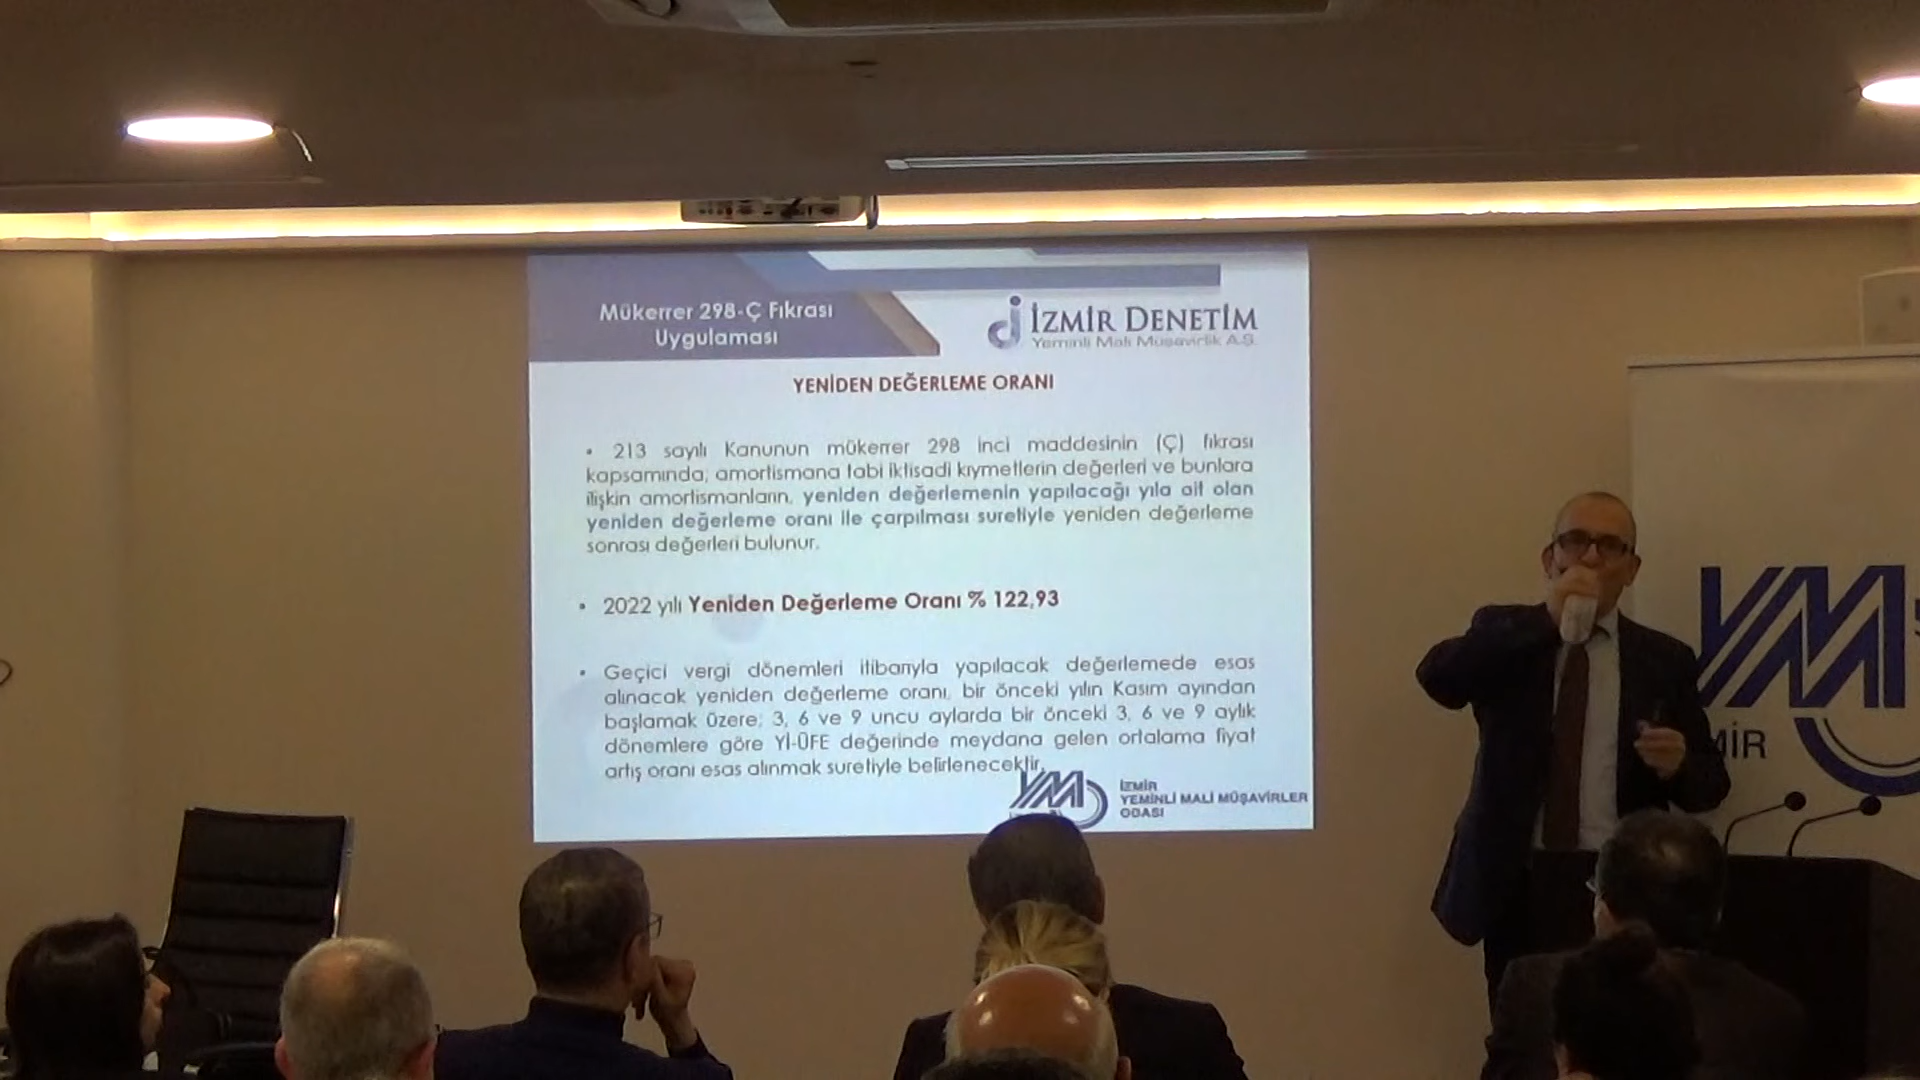 Mükerrer 298-Ç Fıkrası
Uygulaması
İZMİR DENETİM
Yeminli Mali Müşavirlik A.Ş.
YENİDEN DEĞERLEME ORANI
• 213 sayılı Kanunun mükerrer 298 inci maddesinin (Ç) fıkrası
kapsamında; amortismana tabi iktisadi kıymetlerin değerleri ve bunlara
ilişkin amortismanların, yeniden değerlemenin yapılacağı yıla ait olan
yeniden değerleme oranı ile çarpılması suretiyle yeniden değerleme
sonrası değerleri bulunur.
• 2022 yılı Yeniden Değerleme Oranı % 122,93
• Geçici vergi dönemleri itibarıyla yapılacak değerlemede esas
alınacak yeniden değerleme oranı, bir önceki yılın Kasım ayından
başlamak üzere; 3, 6 ve 9 uncu aylarda bir önceki 3, 6 ve 9 aylık
dönemlere göre Yİ-ÜFE değerinde meydana gelen ortalama fiyat
artış oranı esas alınmak suretiyle belirlenecektir.
YMM
İZMİR
YEMİNLİ MALİ MÜŞAVİRLER
ODASI
YMM